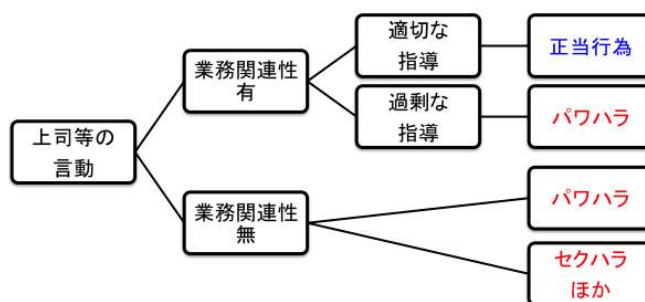 上司等の
言動
業務関連性
有
適切な
指導
正当行為
過剰な
指導
パワハラ
業務関連性
無
パワハラ
セクハラ
ほか